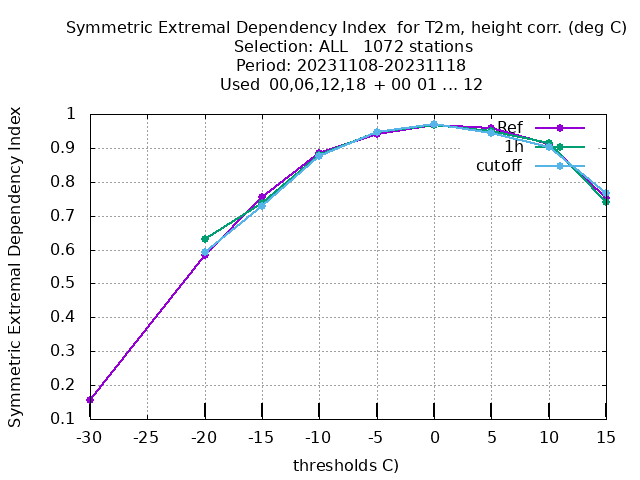 Symmetric Extremal Dependency Index  for T2m, height corr. (deg C)
Selection: ALL   1072 stations
Period: 20231108-20231118
Used  00,06,12,18  + 00 01 ... 12
Symmetric Extremal Dependency Index
1
0.9
0.8
0.7
0.6
0.5
0.4
0.3
0.2
0.1
Ref
1h
cutoff
-30 -25 -20 -15 -10 -5 0 5 10 15
thresholds C)